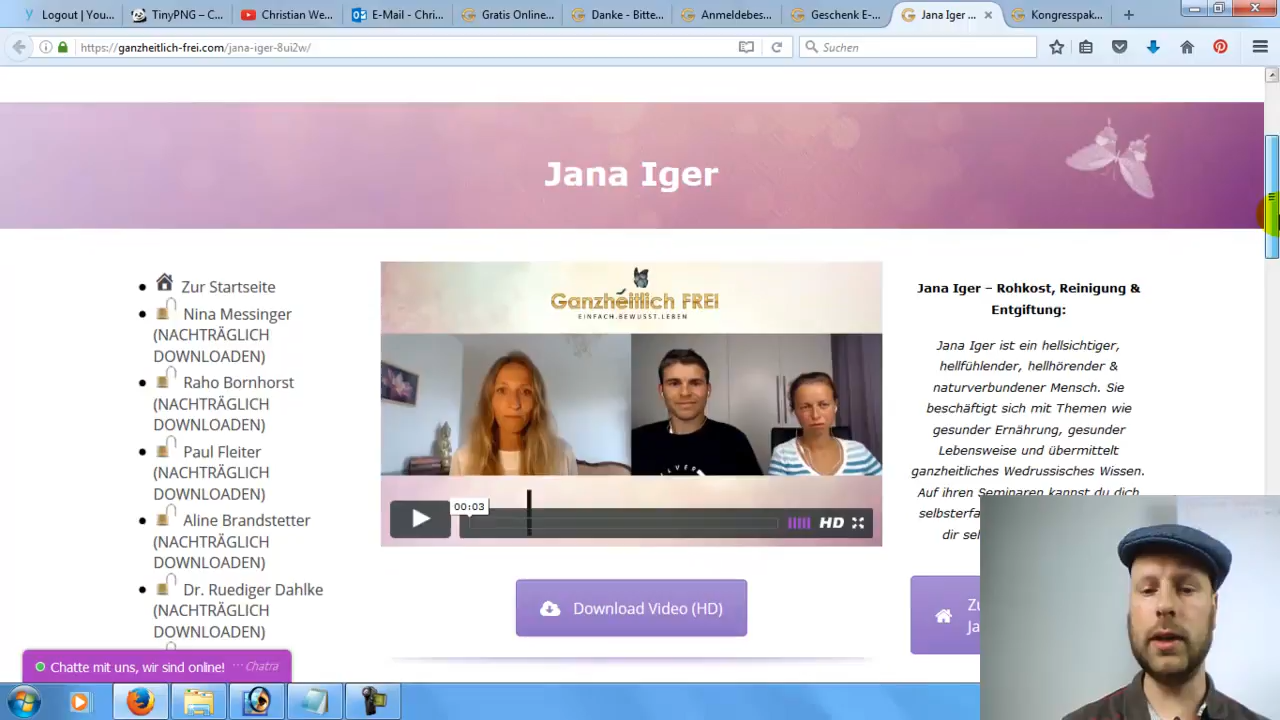 Logout | You...
TinyPNG – C...
Christian We...
E-Mail - Chri...
Gratis Online...
Danke - Bitte...
Anmeldebes...
Geschenk E-...
Jana Iger ...
Kongresspak...
https://ganzheitlich-frei.com/jana-iger-8ui2w/
Suchen
Jana Iger
Zur Startseite
Nina Messinger
(NACHTRÄGLICH
DOWNLOADEN)
Raho Bornhorst
(NACHTRÄGLICH
DOWNLOADEN)
Paul Fleiter
(NACHTRÄGLICH
DOWNLOADEN)
Aline Brandstetter
(NACHTRÄGLICH
DOWNLOADEN)
Dr. Ruediger Dahlke
(NACHTRÄGLICH
DOWNLOADEN)
Ganzheitlich FREI
EINFACH.BEWUSST.LEBEN
00:03
HD
Download Video (HD)
Jana Iger – Rohkost, Reinigung &
Entgiftung:
Jana Iger ist ein hellsichtiger,
hellfühlender, hellhörender &
naturverbundener Mensch. Sie
beschäftigt sich mit Themen wie
gesunder Ernährung, gesunder
Lebensweise und übermittelt
ganzheitliches Wedrussisches Wissen.
Auf ihren Seminaren kannst du dich
selbsterfa
dir sel
Zu
Ja
Chatte mit uns, wir sind online!
Chatra